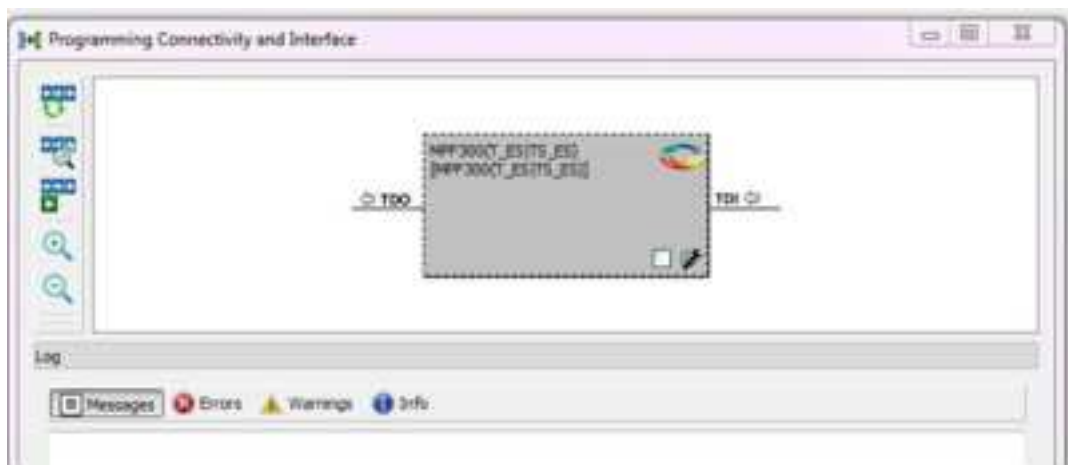 Programming Connectivity and Interface
MPF300(T_ES|TS_ES)
[MPF300(T_ES|TS_ES)]
TDO
TDI
Log
Messages Errors Warnings Info